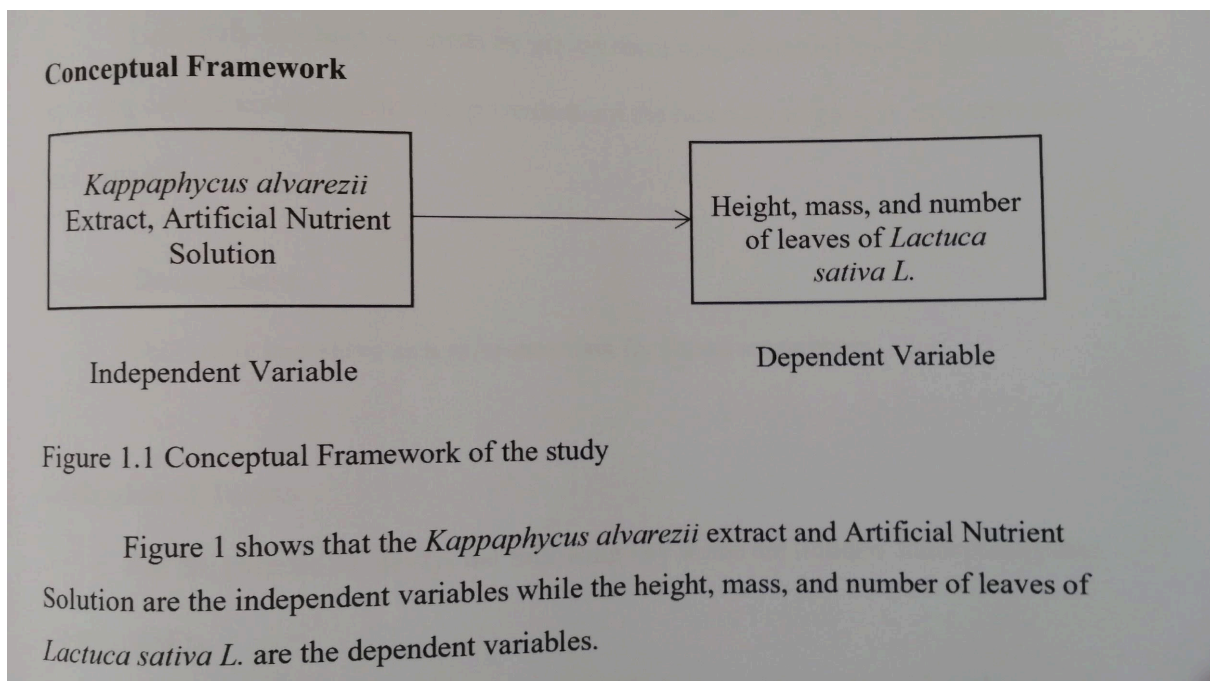 Conceptual Framework
Kappaphycus alvarezii
Extract, Artificial Nutrient
Solution
Height, mass, and number
of leaves of Lactuca
sativa L.
Independent Variable
Dependent Variable
Figure 1.1 Conceptual Framework of the study
Figure 1 shows that the Kappaphycus alvarezii extract and Artificial Nutrient
Solution are the independent variables while the height, mass, and number of leaves of
Lactuca sativa L. are the dependent variables.